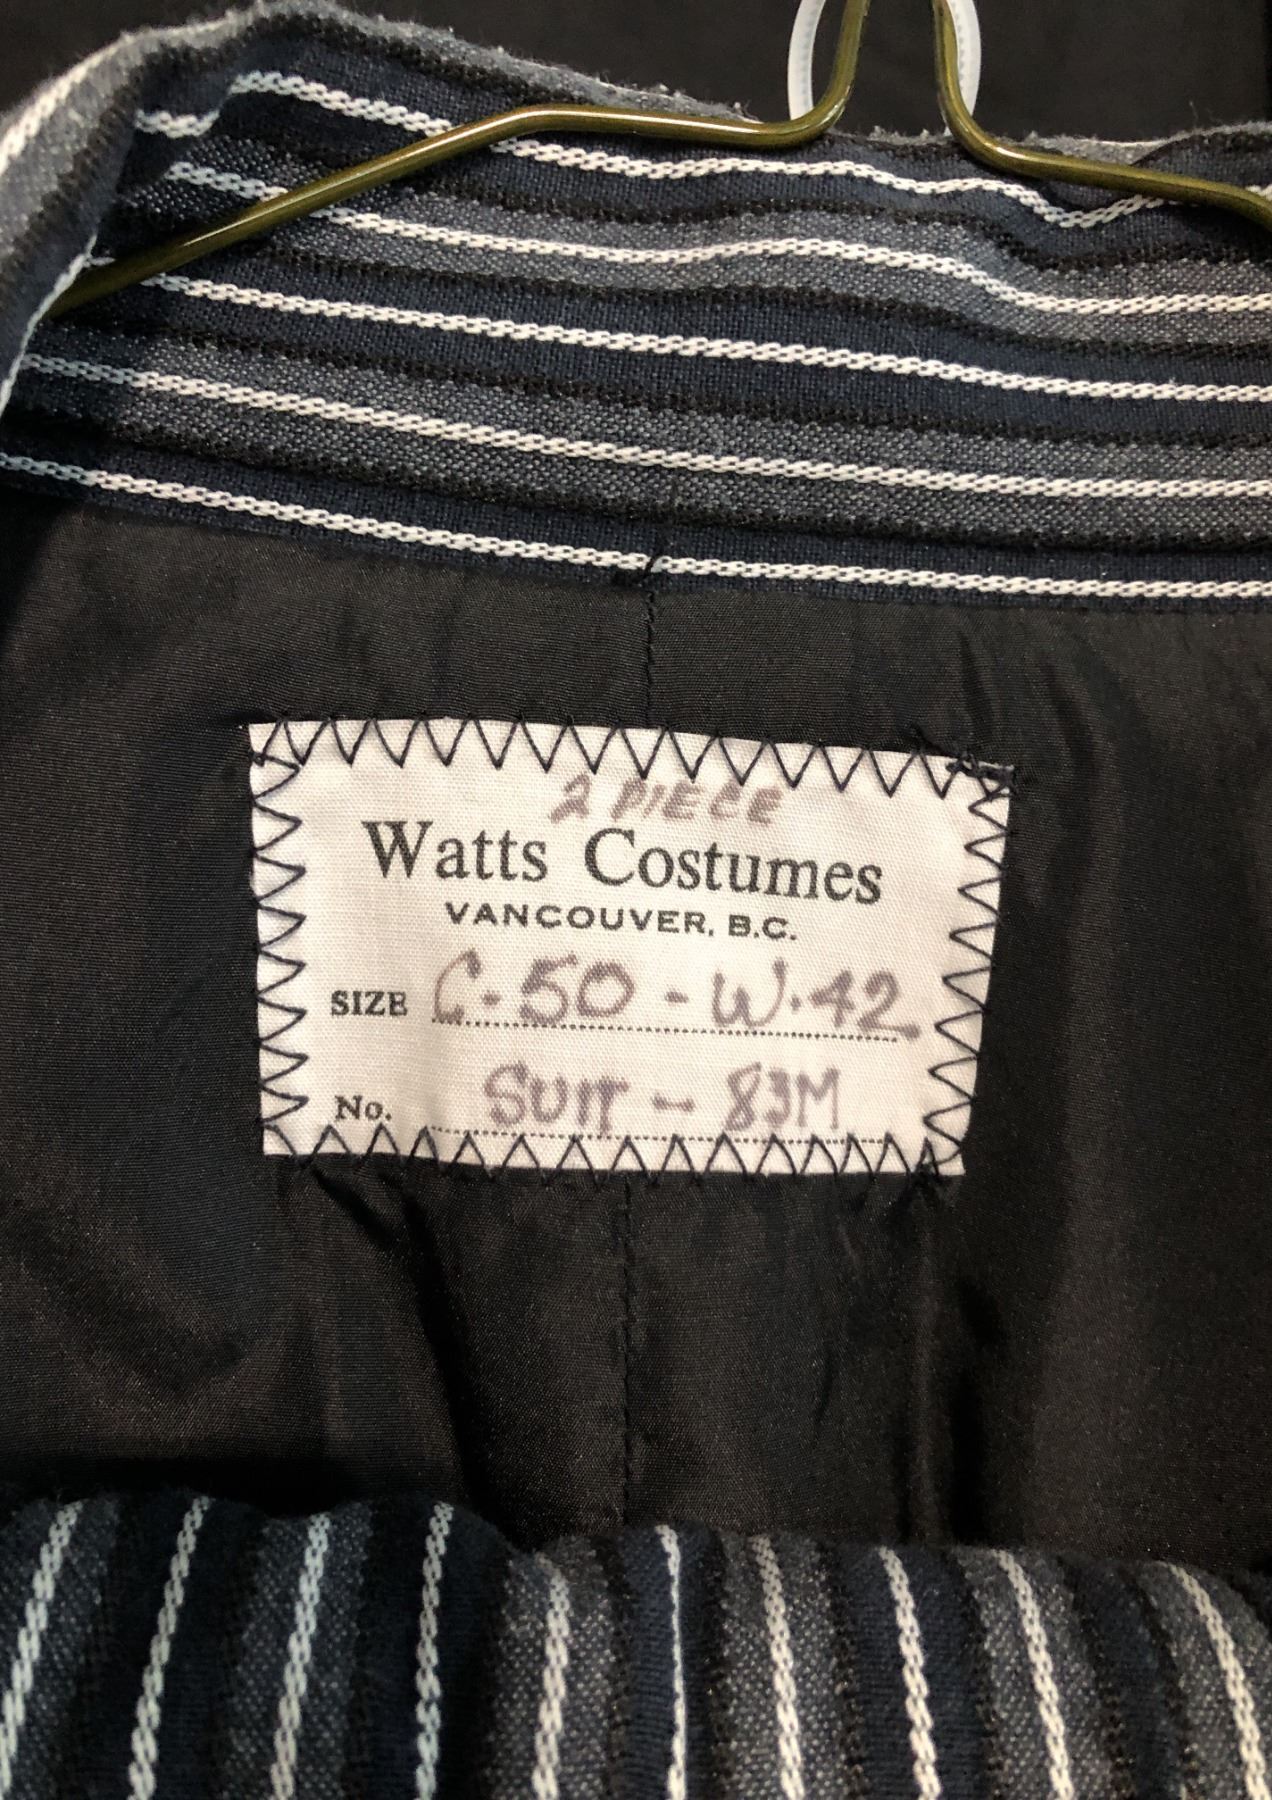 2 PIECE
Watts Costumes
VANCOUVER, B.C.
SIZE C-50-W.42
No. SUIT - 83M